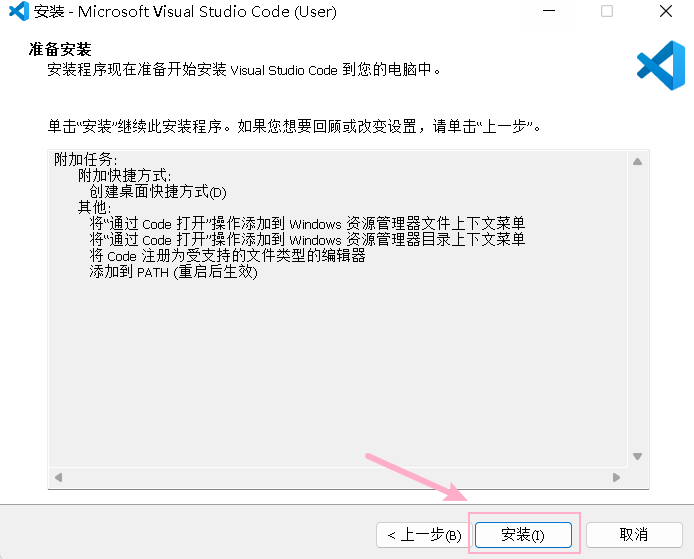 安装 - Microsoft Visual Studio Code (User)
准备安装
安装程序现在准备开始安装 Visual Studio Code 到您的电脑中。
单击“安装”继续此安装程序。如果您想要回顾或改变设置，请单击“上一步”。
附加任务:
附加快捷方式:
创建桌面快捷方式(D)
其他:
将“通过 Code 打开”操作添加到 Windows 资源管理器文件上下文菜单
将“通过 Code 打开”操作添加到 Windows 资源管理器目录上下文菜单
将 Code 注册为受支持的文件类型的编辑器
添加到 PATH (重启后生效)
< 上一步(B) 安装(I) 取消